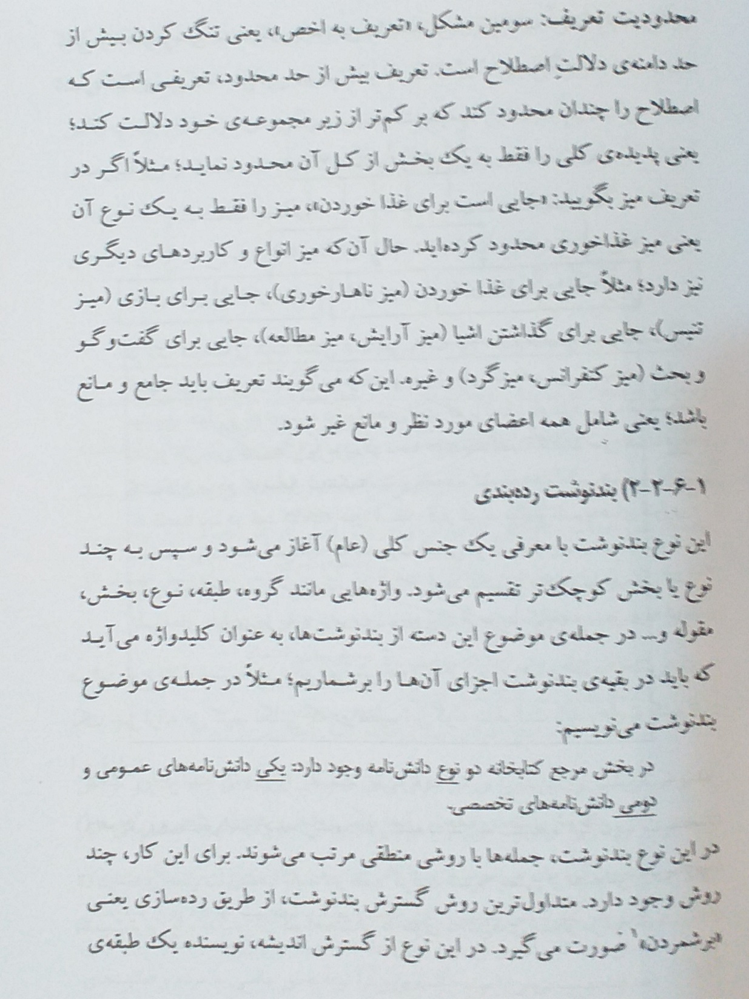 محدودیت تعریف: سومین مشکل، «تعریف به اخص»، یعنی تنگ کردن بیش از
حد دامنه‌ی دلالتِ اصطلاح است. تعریف بیش از حد محدود، تعریفی است که
اصطلاح را چندان محدود کند که بر کم‌تر از زیر مجموعه‌ی خود دلالت کند؛
یعنی پدیده‌ی کلی را فقط به یک بخش از کل آن محدود نماید؛ مثلاً اگر در
تعریف میز بگویید: «جایی است برای غذا خوردن»، میز را فقط به یک نوع آن
یعنی میز غذاخوری محدود کرده‌اید. حال آن‌که میز انواع و کاربردهای دیگری
نیز دارد؛ مثلاً جایی برای غذا خوردن (میز ناهارخوری)، جایی برای بازی (میز
تنیس)، جایی برای گذاشتن اشیا (میز آرایش، میز مطالعه)، جایی برای گفت‌وگو
و بحث (میز کنفرانس، میزگرد) و غیره. این‌که می‌گویند تعریف باید جامع و مانع
باشد؛ یعنی شامل همه اعضای مورد نظر و مانع غیر شود.
۲-۲-۶-۱) بندنوشت رده‌بندی
این نوع بندنوشت با معرفی یک جنس کلی (عام) آغاز می‌شود و سپس به چند
نوع یا بخش کوچک‌تر تقسیم می‌شود. واژه‌هایی مانند گروه، طبقه، نوع، بخش،
مقوله و... در جمله‌ی موضوع این دسته از بندنوشت‌ها، به عنوان کلیدواژه می‌آید
که باید در بقیه‌ی بندنوشت اجزای آن‌ها را برشماریم؛ مثلاً در جمله‌ی موضوع
بندنوشت می‌نویسیم:
در بخش مرجع کتابخانه دو نوع دانش‌نامه وجود دارد: یکی دانش‌نامه‌های عمومی و
دومی دانش‌نامه‌های تخصصی.
در این نوع بندنوشت، جمله‌ها با روشی منطقی مرتب می‌شوند. برای این کار، چند
روش وجود دارد. متداول‌ترین روش گسترش بندنوشت، از طریق رده‌سازی یعنی
«برشمردن»۱ صورت می‌گیرد. در این نوع از گسترش اندیشه، نویسنده یک طبقه‌ی